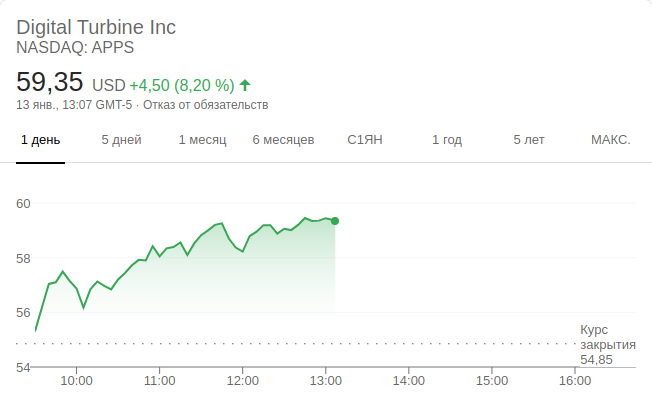 Digital Turbine Inc
NASDAQ: APPS
59,35 USD +4,50 (8,20 %)
13 янв., 13:07 GMT-5 · Отказ от обязательств
1 день 5 дней 1 месяц 6 месяцев С1ЯН 1 год 5 лет МАКС.
60
58
56
Курс
закрытия
54,85
54
10:00 11:00 12:00 13:00 14:00 15:00 16:00